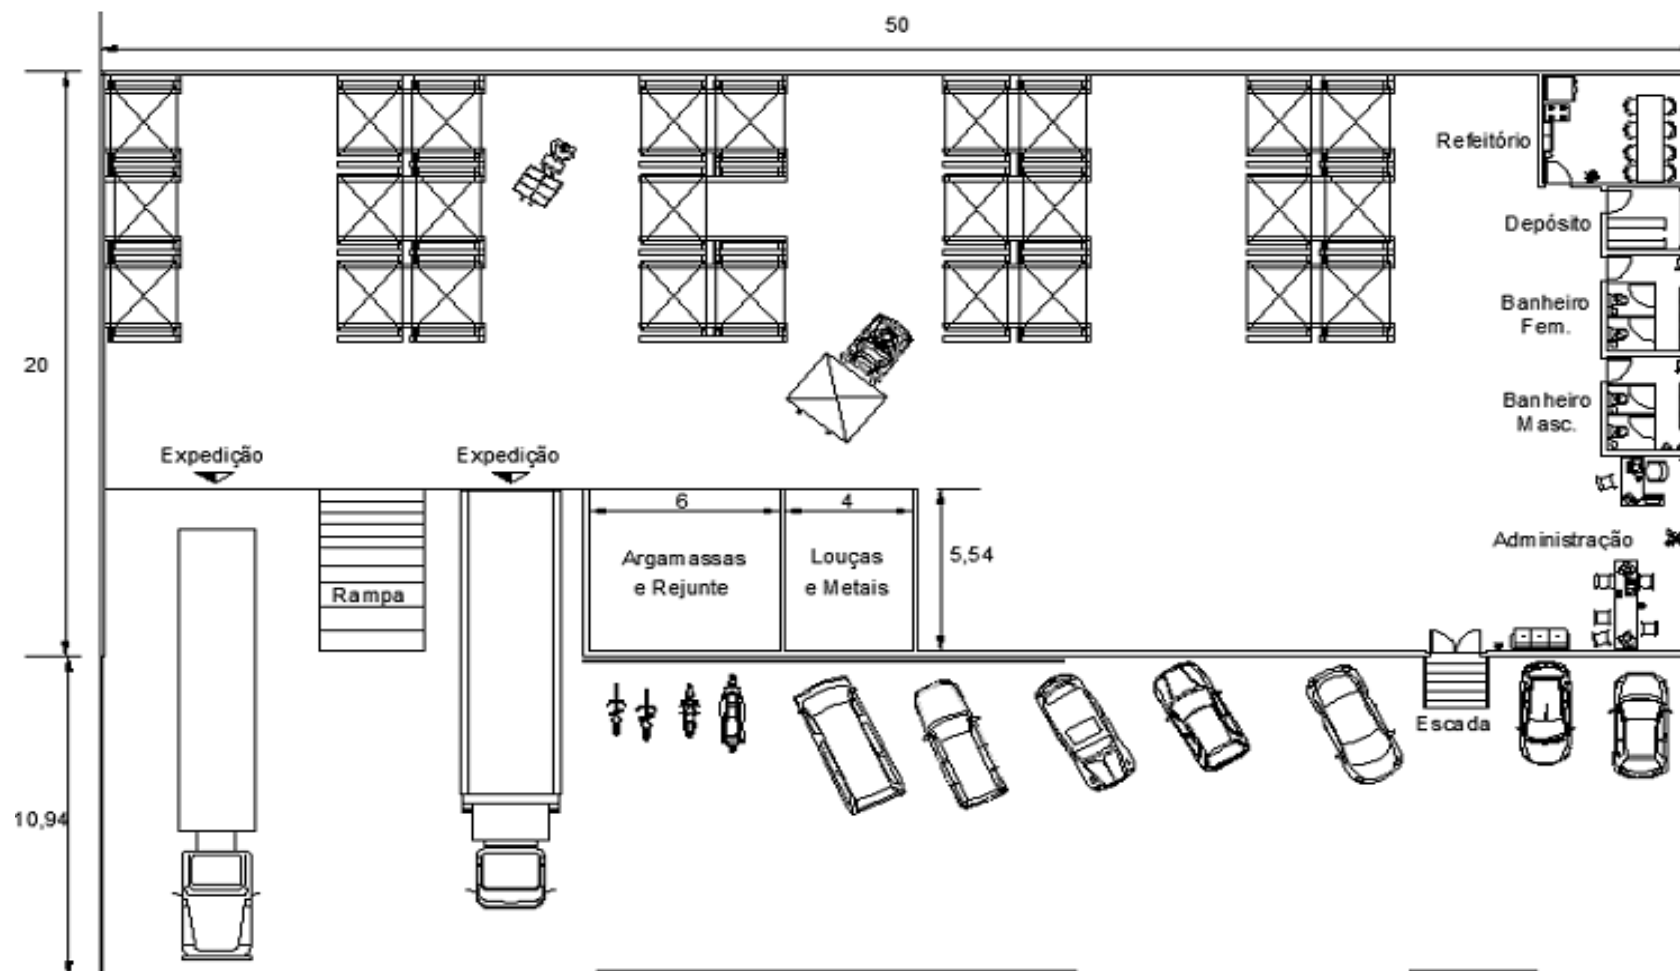 50
Refeitório
Depósito
Banheiro
Fem.
20
Banheiro
Masc.
Expedição
Expedição
6
4
Administração
Argamassas
e Rejunte
Louças
e Metais
5,54
Rampa
Escada
10,94